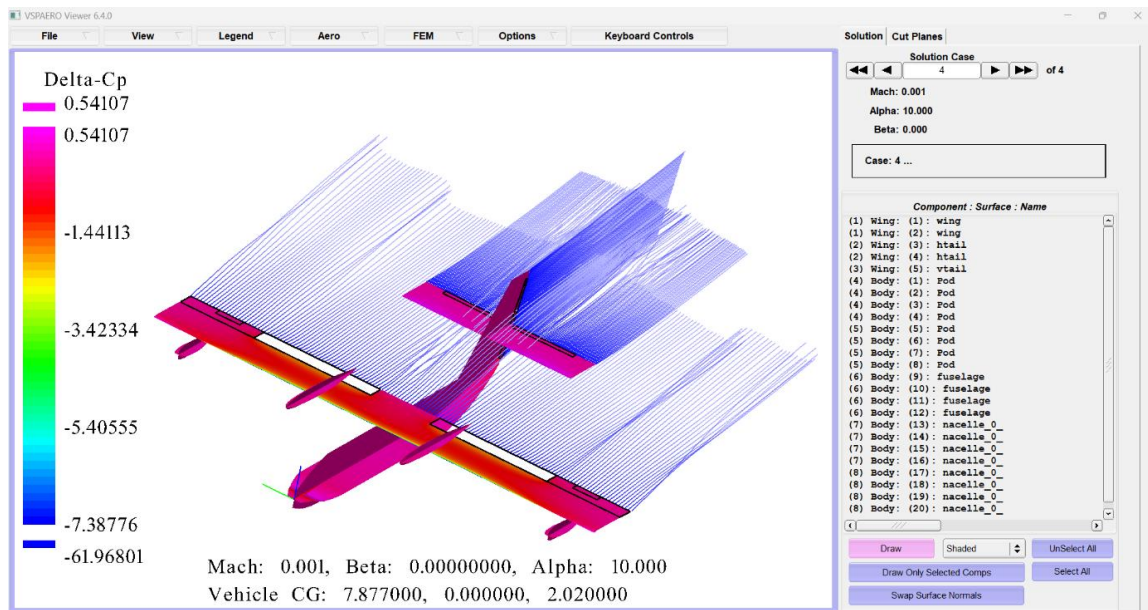 VSPAERO Viewer 6.4.0
File View Legend Aero FEM Options Keyboard Controls
Delta-Cp
0.54107
0.54107
-1.44113
-3.42334
-5.40555
-7.38776
-61.96801
Mach: 0.001, Beta: 0.00000000, Alpha: 10.000
Vehicle CG: 7.877000, 0.000000, 2.020000
Solution Cut Planes
Solution Case
4 of 4
Mach: 0.001
Alpha: 10.000
Beta: 0.000
Case: 4 ...
Component : Surface : Name
(1) Wing: (1): wing
(1) Wing: (2): wing
(2) Wing: (3): htail
(2) Wing: (4): htail
(3) Wing: (5): vtail
(4) Body: (1): Pod
(4) Body: (2): Pod
(4) Body: (3): Pod
(4) Body: (4): Pod
(5) Body: (5): Pod
(5) Body: (6): Pod
(5) Body: (7): Pod
(5) Body: (8): Pod
(6) Body: (9): fuselage
(6) Body: (10): fuselage
(6) Body: (11): fuselage
(6) Body: (12): fuselage
(7) Body: (13): nacelle_0_
(7) Body: (14): nacelle_0_
(7) Body: (15): nacelle_0_
(7) Body: (16): nacelle_0_
(8) Body: (17): nacelle_0_
(8) Body: (18): nacelle_0_
(8) Body: (19): nacelle_0_
(8) Body: (20): nacelle_0_
Draw Shaded UnSelect All
Draw Only Selected Comps Select All
Swap Surface Normals